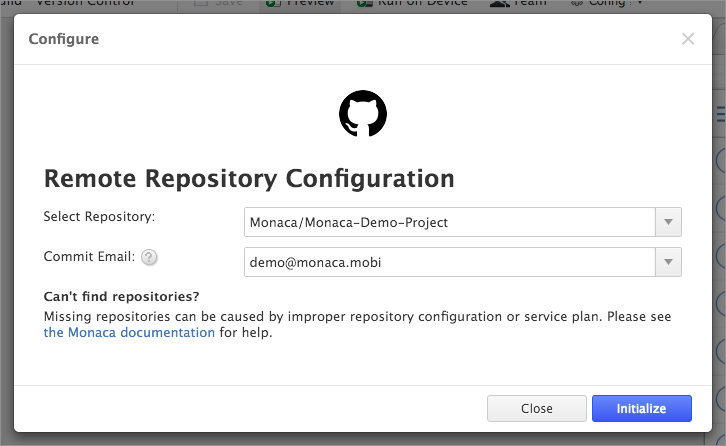 Version Control Save Preview Run on Device Team Config
Configure
Remote Repository Configuration
Select Repository: Monaca/Monaca-Demo-Project
Commit Email: ? demo@monaca.mobi
Can't find repositories?
Missing repositories can be caused by improper repository configuration or service plan. Please see
the Monaca documentation for help.
Close Initialize